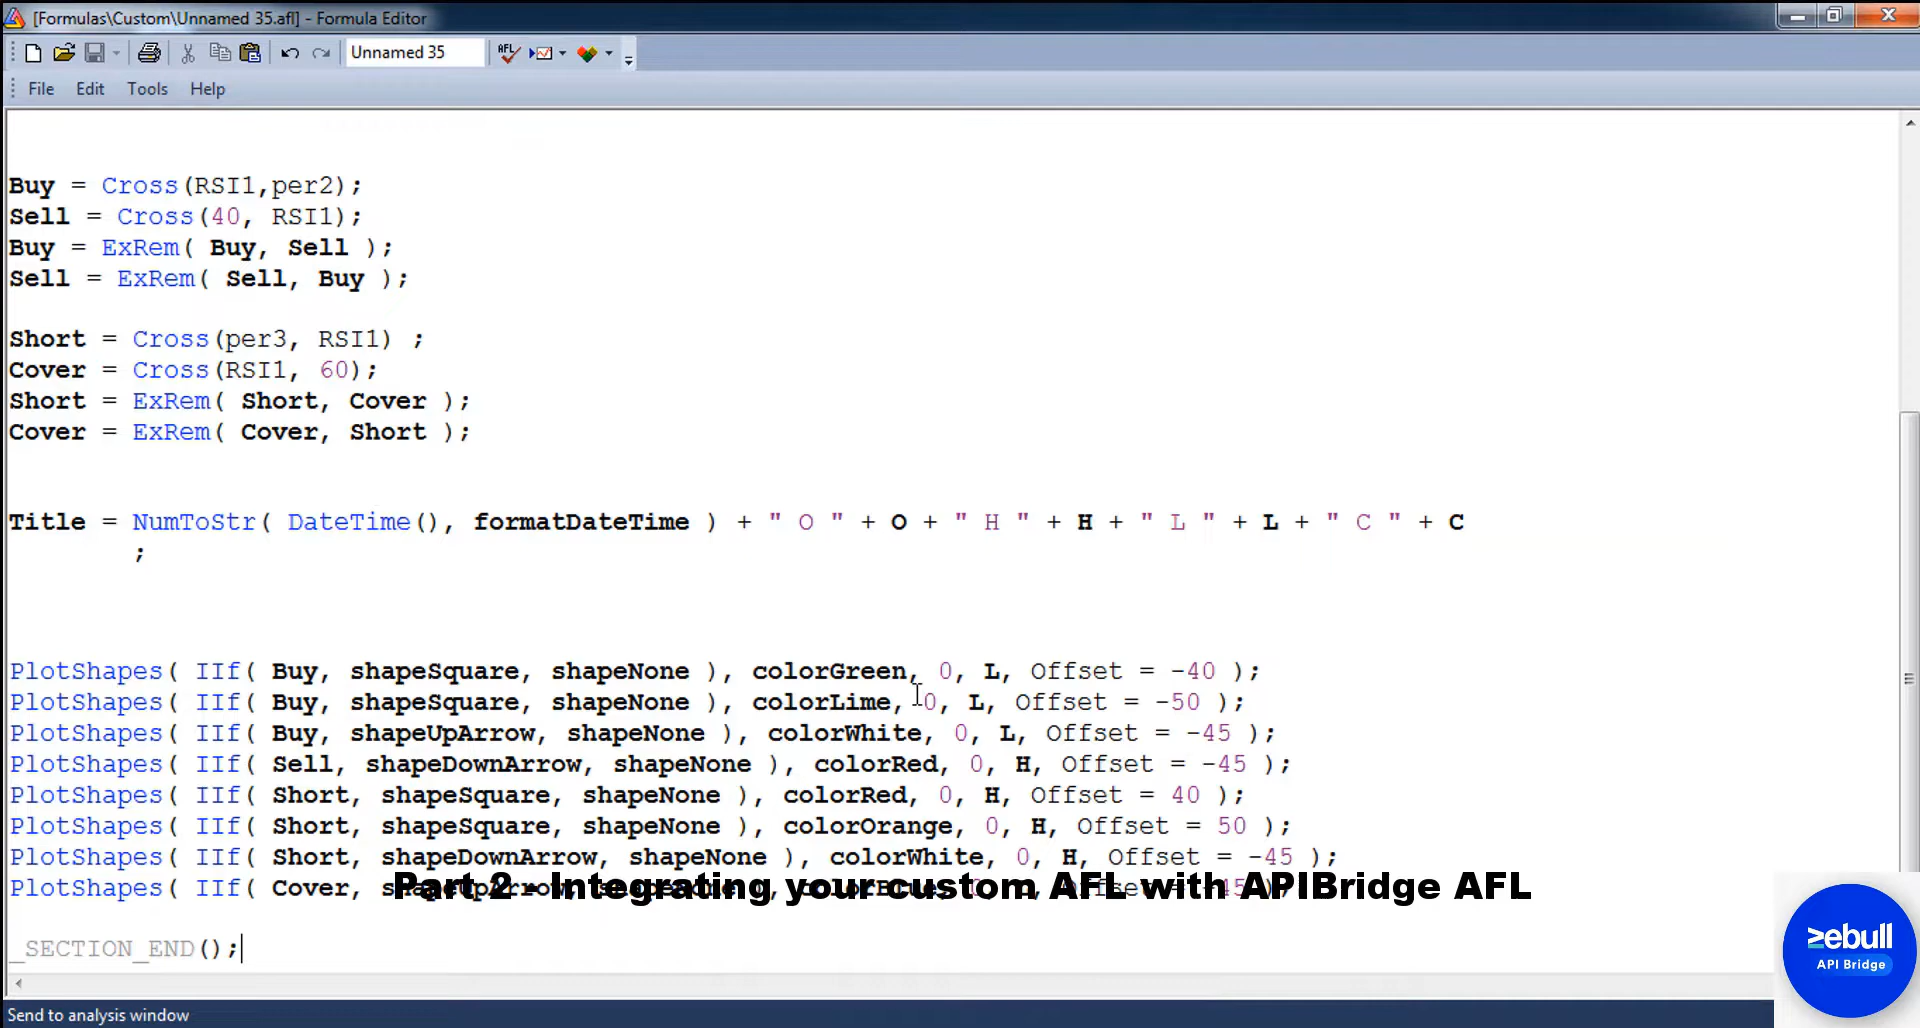 [Formulas\Custom\Unnamed 35.afl] - Formula Editor
Unnamed 35
AFL
File Edit Tools Help
Buy = Cross(RSI1,per2);
Sell = Cross(40, RSI1);
Buy = ExRem( Buy, Sell );
Sell = ExRem( Sell, Buy );
Short = Cross(per3, RSI1) ;
Cover = Cross(RSI1, 60);
Short = ExRem( Short, Cover );
Cover = ExRem( Cover, Short );
Title = NumToStr( DateTime(), formatDateTime ) + " O " + O + " H " + H + " L " + L + " C " + C
;
PlotShapes( IIf( Buy, shapeSquare, shapeNone ), colorGreen, 0, L, Offset = -40 );
PlotShapes( IIf( Buy, shapeSquare, shapeNone ), colorLime, 0, L, Offset = -50 );
PlotShapes( IIf( Buy, shapeUpArrow, shapeNone ), colorWhite, 0, L, Offset = -45 );
PlotShapes( IIf( Sell, shapeDownArrow, shapeNone ), colorRed, 0, H, Offset = -45 );
PlotShapes( IIf( Short, shapeSquare, shapeNone ), colorRed, 0, H, Offset = 40 );
PlotShapes( IIf( Short, shapeSquare, shapeNone ), colorOrange, 0, H, Offset = 50 );
PlotShapes( IIf( Short, shapeDownArrow, shapeNone ), colorWhite, 0, H, Offset = -45 );
PlotShapes( IIf( Cover,
Part 2 - Integrating your custom AFL with APIBridge AFL
_SECTION_END();
zebull
API Bridge
Send to analysis window